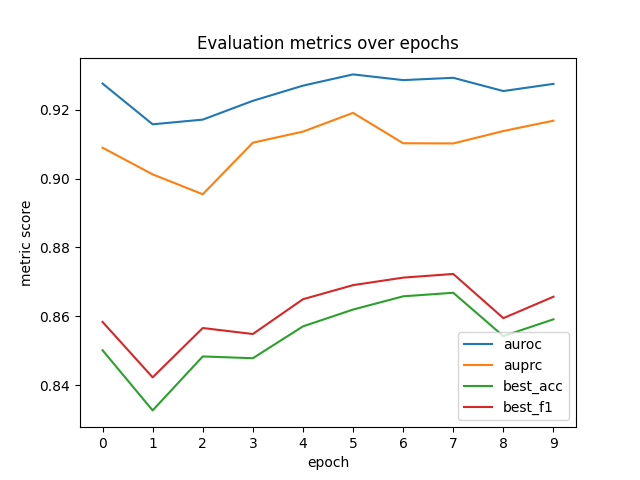 Evaluation metrics over epochs
metric score
0.92
0.90
0.88
0.86
0.84
auroc
auprc
best_acc
best_f1
0 1 2 3 4 5 6 7 8 9
epoch